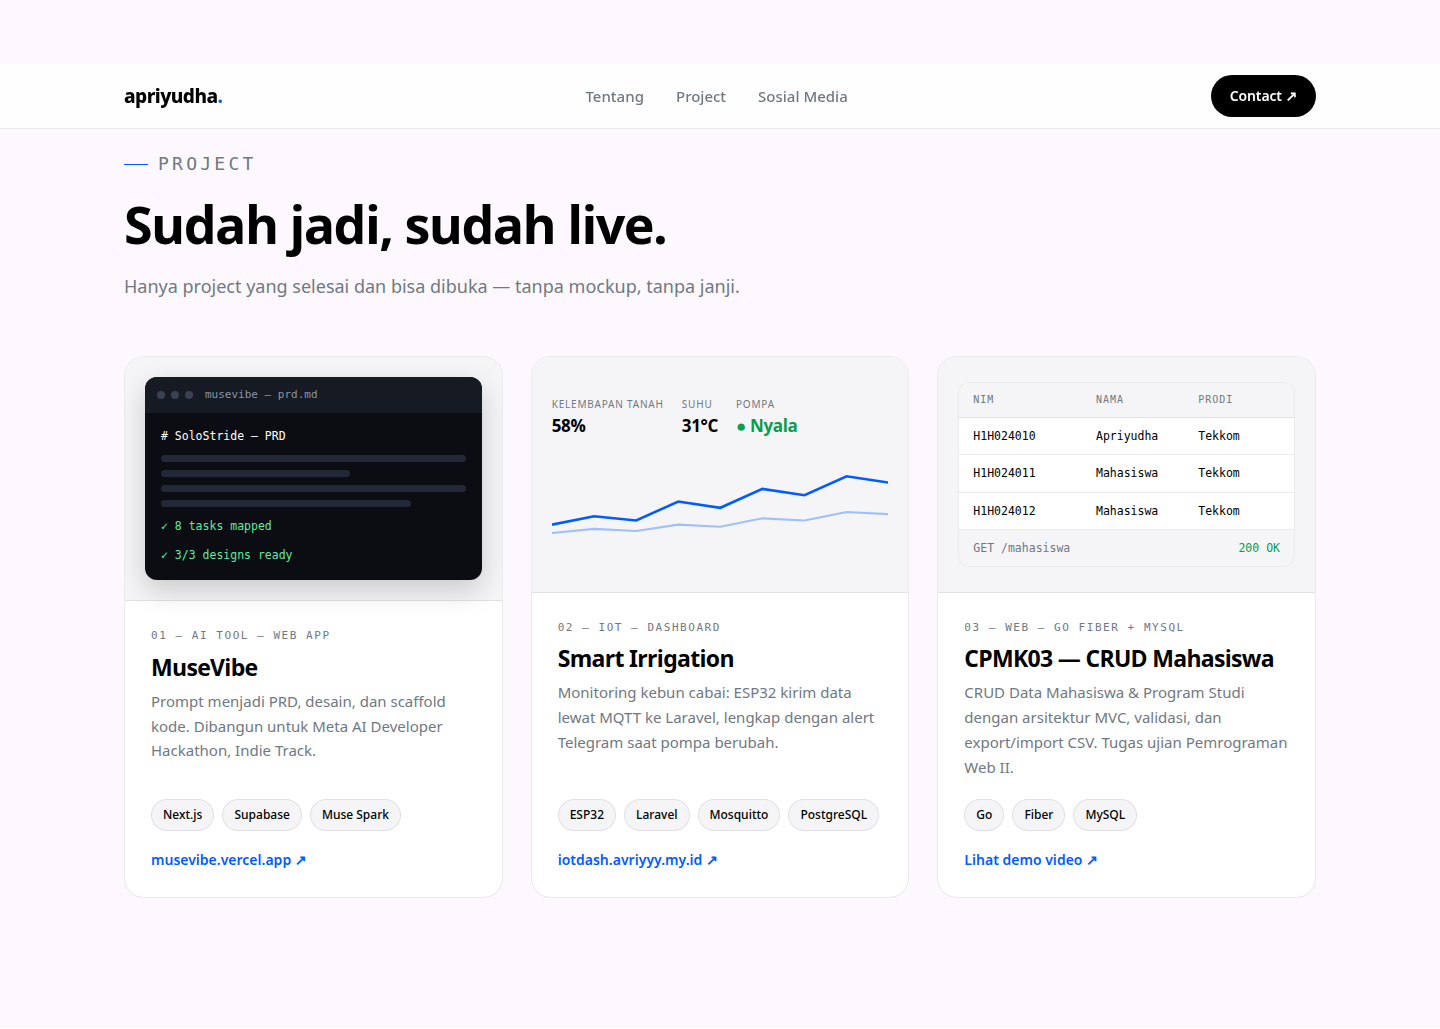 apriyudha.
Tentang Project Sosial Media
Contact ↗
PROJECT
Sudah jadi, sudah live.
Hanya project yang selesai dan bisa dibuka — tanpa mockup, tanpa janji.
musevibe — prd.md
# SoloStride — PRD
✓ 8 tasks mapped
✓ 3/3 designs ready
01 — AI TOOL — WEB APP
MuseVibe
Prompt menjadi PRD, desain, dan scaffold
kode. Dibangun untuk Meta AI Developer
Hackathon, Indie Track.
Next.js Supabase Muse Spark
musevibe.vercel.app ↗
KELEMBAPAN TANAH SUHU POMPA
58% 31°C ● Nyala
02 — IOT — DASHBOARD
Smart Irrigation
Monitoring kebun cabai: ESP32 kirim data
lewat MQTT ke Laravel, lengkap dengan alert
Telegram saat pompa berubah.
ESP32 Laravel Mosquitto PostgreSQL
iotdash.avriyyy.my.id ↗
NIM NAMA PRODI
H1H024010 Apriyudha Tekkom
H1H024011 Mahasiswa Tekkom
H1H024012 Mahasiswa Tekkom
GET /mahasiswa 200 OK
03 — WEB — GO FIBER + MYSQL
CPMK03 — CRUD Mahasiswa
CRUD Data Mahasiswa & Program Studi
dengan arsitektur MVC, validasi, dan
export/import CSV. Tugas ujian Pemrograman
Web II.
Go Fiber MySQL
Lihat demo video ↗